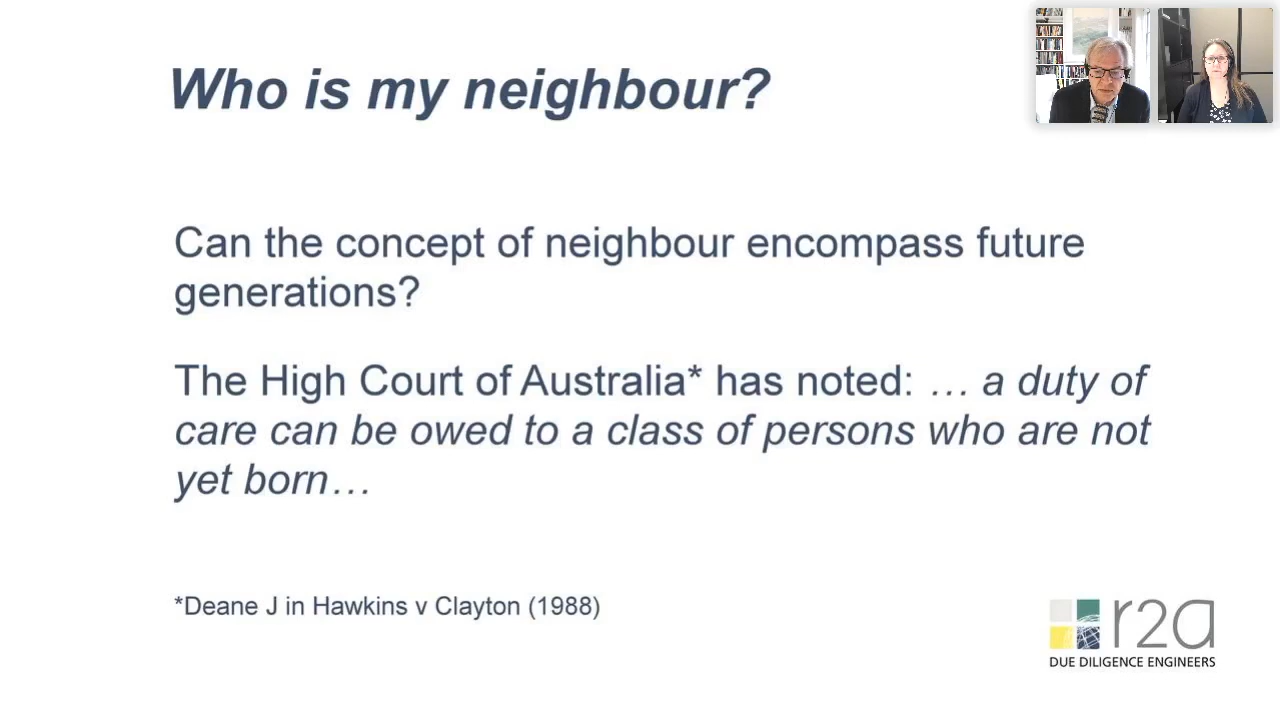 Who is my neighbour?
Can the concept of neighbour encompass future
generations?
The High Court of Australia* has noted: … a duty of
care can be owed to a class of persons who are not
yet born…
*Deane J in Hawkins v Clayton (1988)
r2a
DUE DILIGENCE ENGINEERS